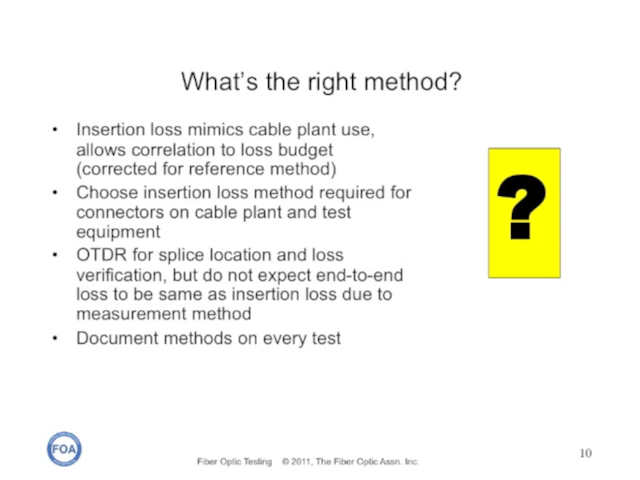 What's the right method?
• Insertion loss mimics cable plant use,
allows correlation to loss budget
(corrected for reference method)
• Choose insertion loss method required for
connectors on cable plant and test
equipment
• OTDR for splice location and loss
verification, but do not expect end-to-end
loss to be same as insertion loss due to
measurement method
• Document methods on every test
?
FOA
Fiber Optic Testing © 2011, The Fiber Optic Assn. Inc.
10